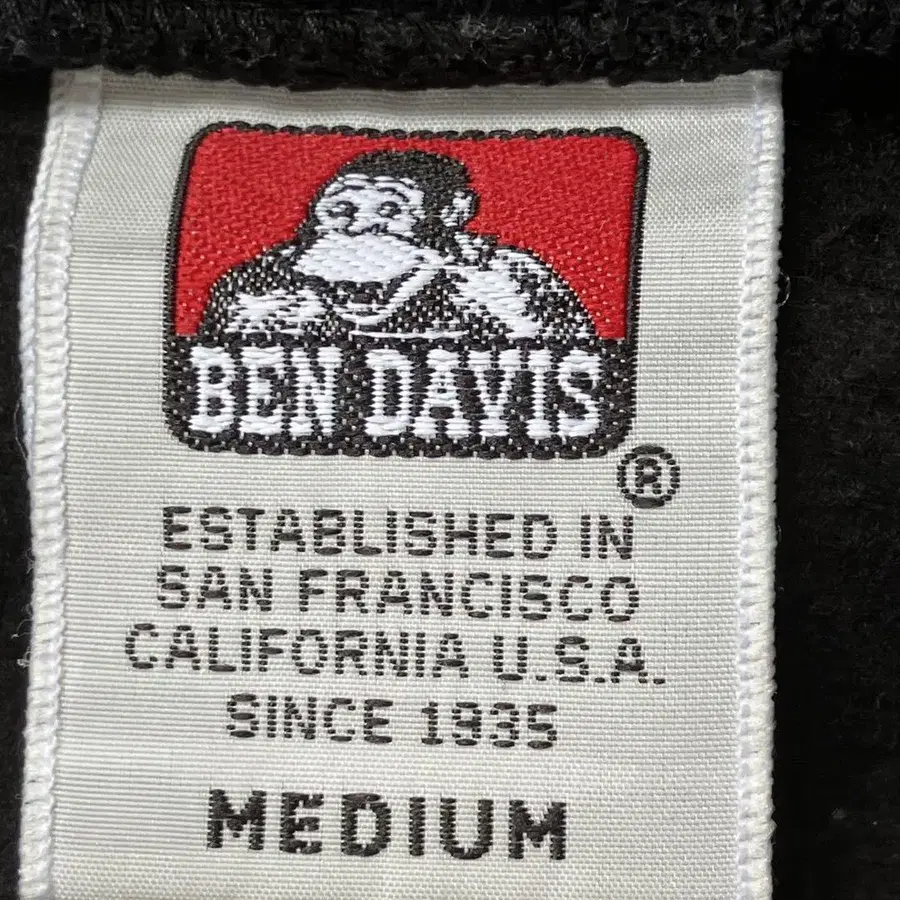 BEN DAVIS
®
ESTABLISHED IN
SAN FRANCISCO
CALIFORNIA U.S.A.
SINCE 1935
MEDIUM